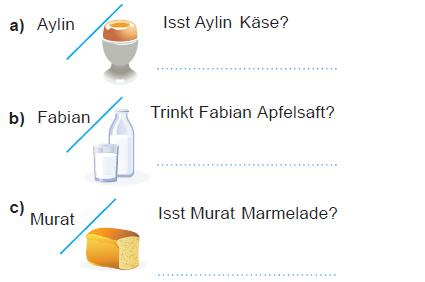 a) Aylin Isst Aylin Käse?
b) Fabian Trinkt Fabian Apfelsaft?
c) Murat Isst Murat Marmelade?